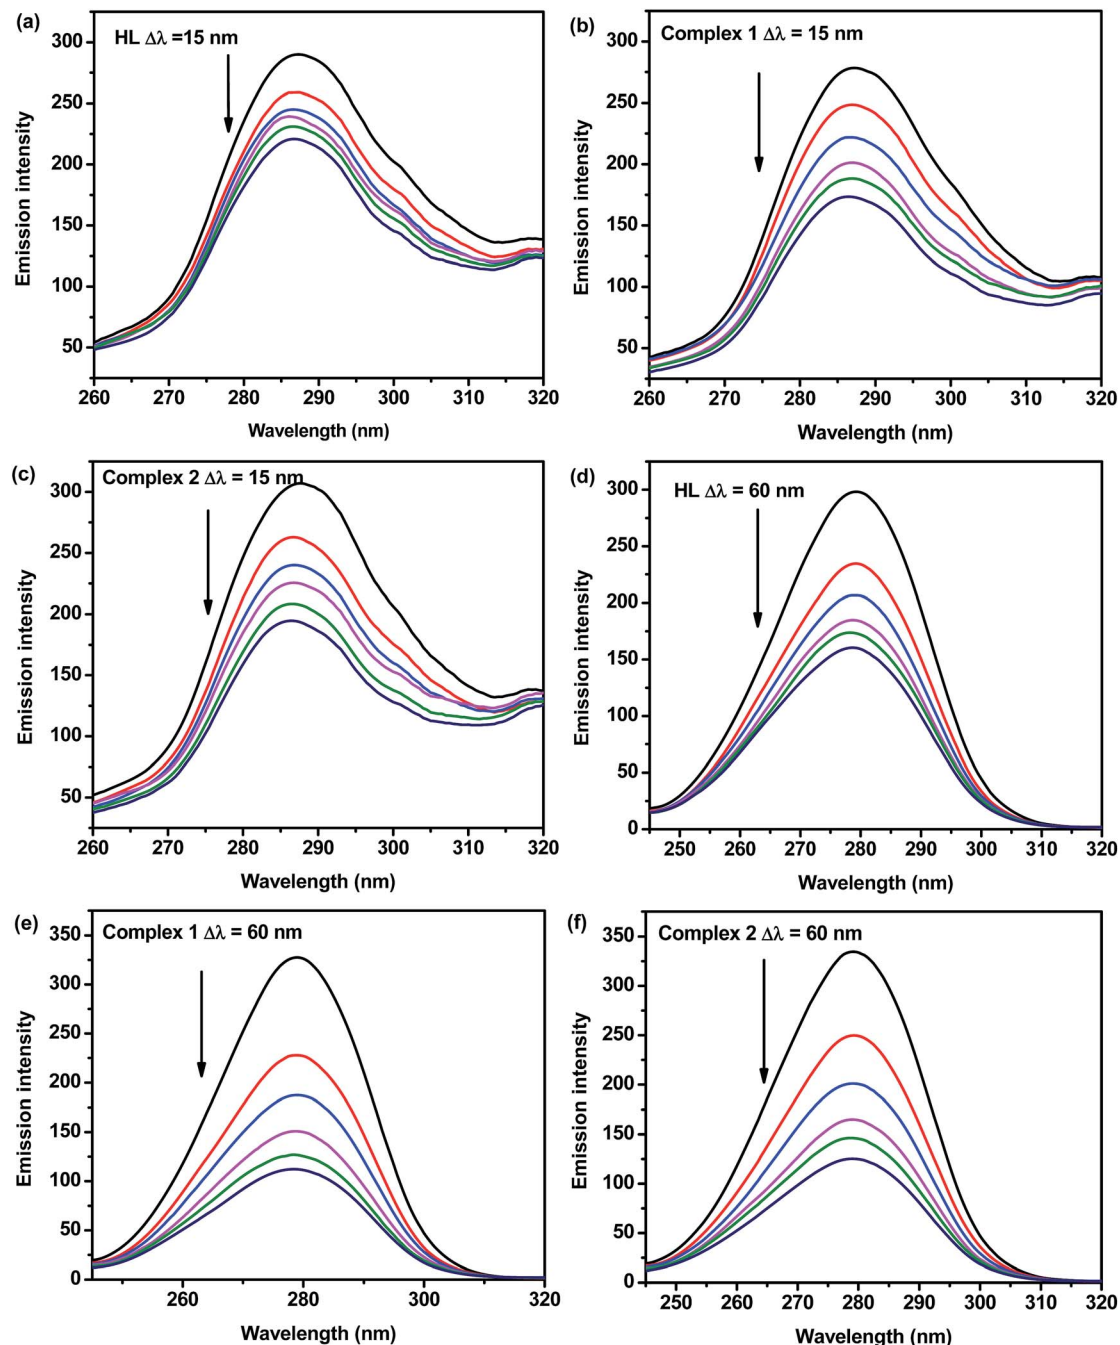 (a)
HL Δλ =15 nm
300
250
200
150
100
50
260 270 280 290 300 310 320
Emission intensity
Wavelength (nm)
(b)
Complex 1 Δλ = 15 nm
300
250
200
150
100
50
260 270 280 290 300 310 320
Emission intensity
Wavelength (nm)
(c)
Complex 2 Δλ = 15 nm
300
250
200
150
100
50
260 270 280 290 300 310 320
Emission intensity
Wavelength (nm)
(d)
HL Δλ = 60 nm
300
250
200
150
100
50
0
250 260 270 280 290 300 310 320
Emission intensity
Wavelength (nm)
(e)
Complex 1 Δλ = 60 nm
350
300
250
200
150
100
50
0
260 280 300 320
Emission intensity
Wavelength (nm)
(f)
Complex 2 Δλ = 60 nm
350
300
250
200
150
100
50
0
250 260 270 280 290 300 310 320
Emission intensity
Wavelength (nm)